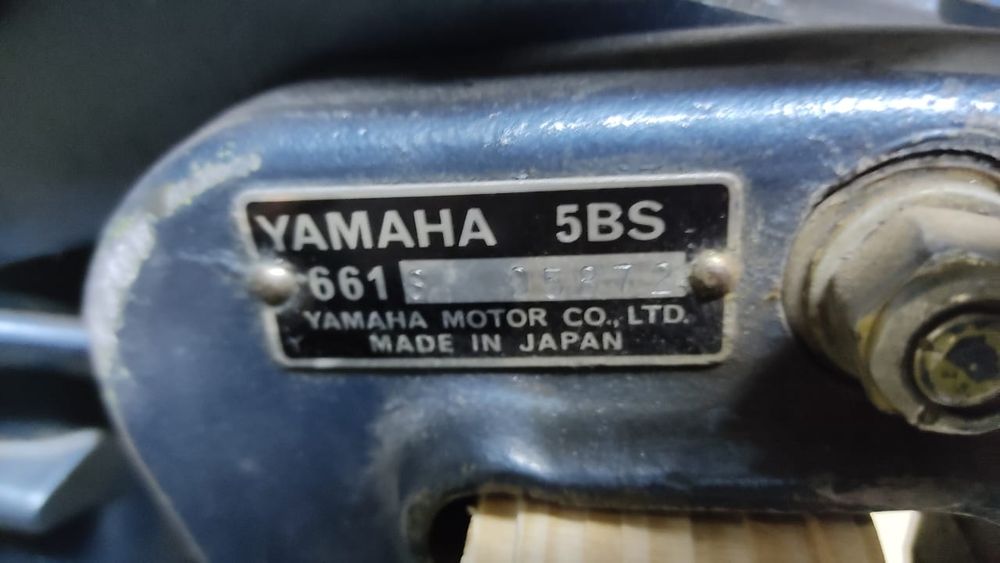 YAMAHA 5BS
661 S
YAMAHA MOTOR CO., LTD.
MADE IN JAPAN